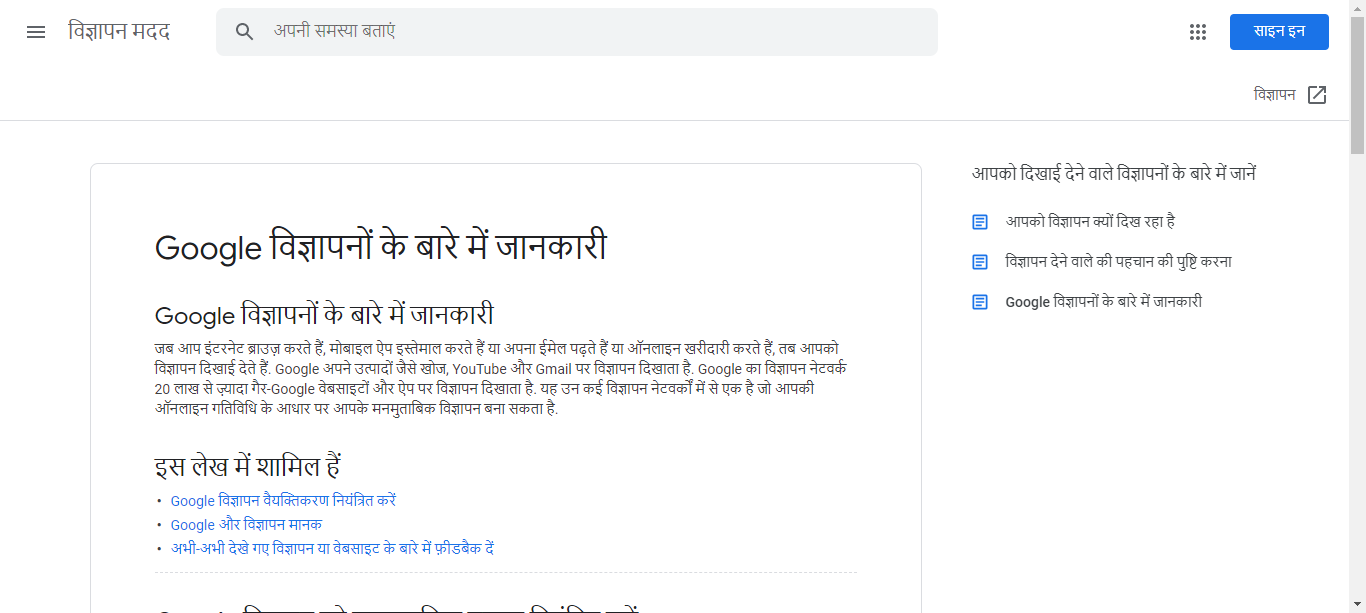 विज्ञापन मदद
अपनी समस्या बताएं
साइन इन
विज्ञापन
Google विज्ञापनों के बारे में जानकारी
Google विज्ञापनों के बारे में जानकारी
जब आप इंटरनेट ब्राउज़ करते हैं, मोबाइल ऐप इस्तेमाल करते हैं या अपना ईमेल पढ़ते हैं या ऑनलाइन खरीदारी करते हैं, तब आपको
विज्ञापन दिखाई देते हैं. Google अपने उत्पादों जैसे खोज, YouTube और Gmail पर विज्ञापन दिखाता है. Google का विज्ञापन नेटवर्क
20 लाख से ज़्यादा गैर-Google वेबसाइटों और ऐप पर विज्ञापन दिखाता है. यह उन कई विज्ञापन नेटवर्कों में से एक है जो आपकी
ऑनलाइन गतिविधि के आधार पर आपके मनमुताबिक विज्ञापन बना सकता है.
इस लेख में शामिल हैं
• Google विज्ञापन वैयक्तिकरण नियंत्रित करें
• Google और विज्ञापन मानक
• अभी-अभी देखे गए विज्ञापन या वेबसाइट के बारे में फ़ीडबैक दें
आपको दिखाई देने वाले विज्ञापनों के बारे में जानें
आपको विज्ञापन क्यों दिख रहा है
विज्ञापन देने वाले की पहचान की पुष्टि करना
Google विज्ञापनों के बारे में जानकारी